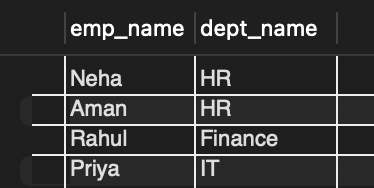 emp_name dept_name
Neha HR
Aman HR
Rahul Finance
Priya IT